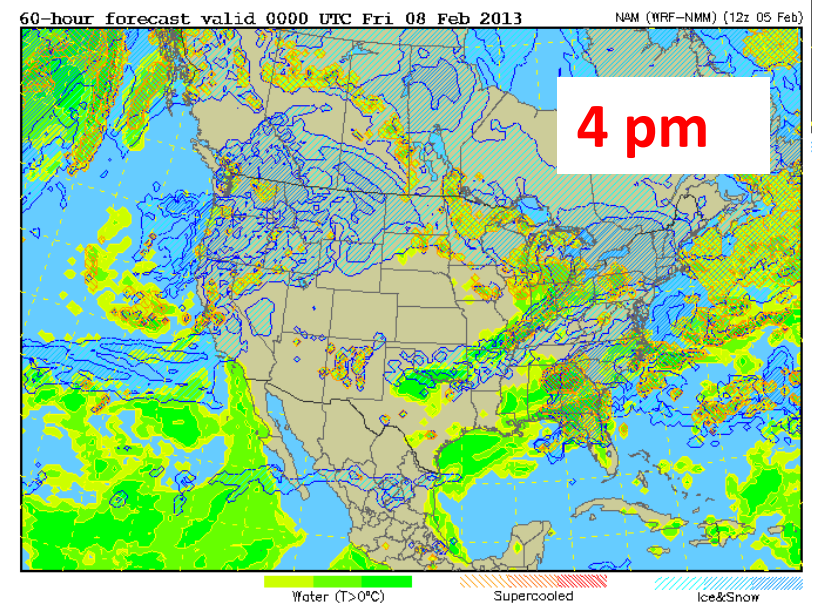 60-hour forecast valid 0000 UTC Fri 08 Feb 2013
NAM (WRF-NMM) (12z 05 Feb)
4 pm
Water (T>0°C)
Supercooled
Ice&Snow